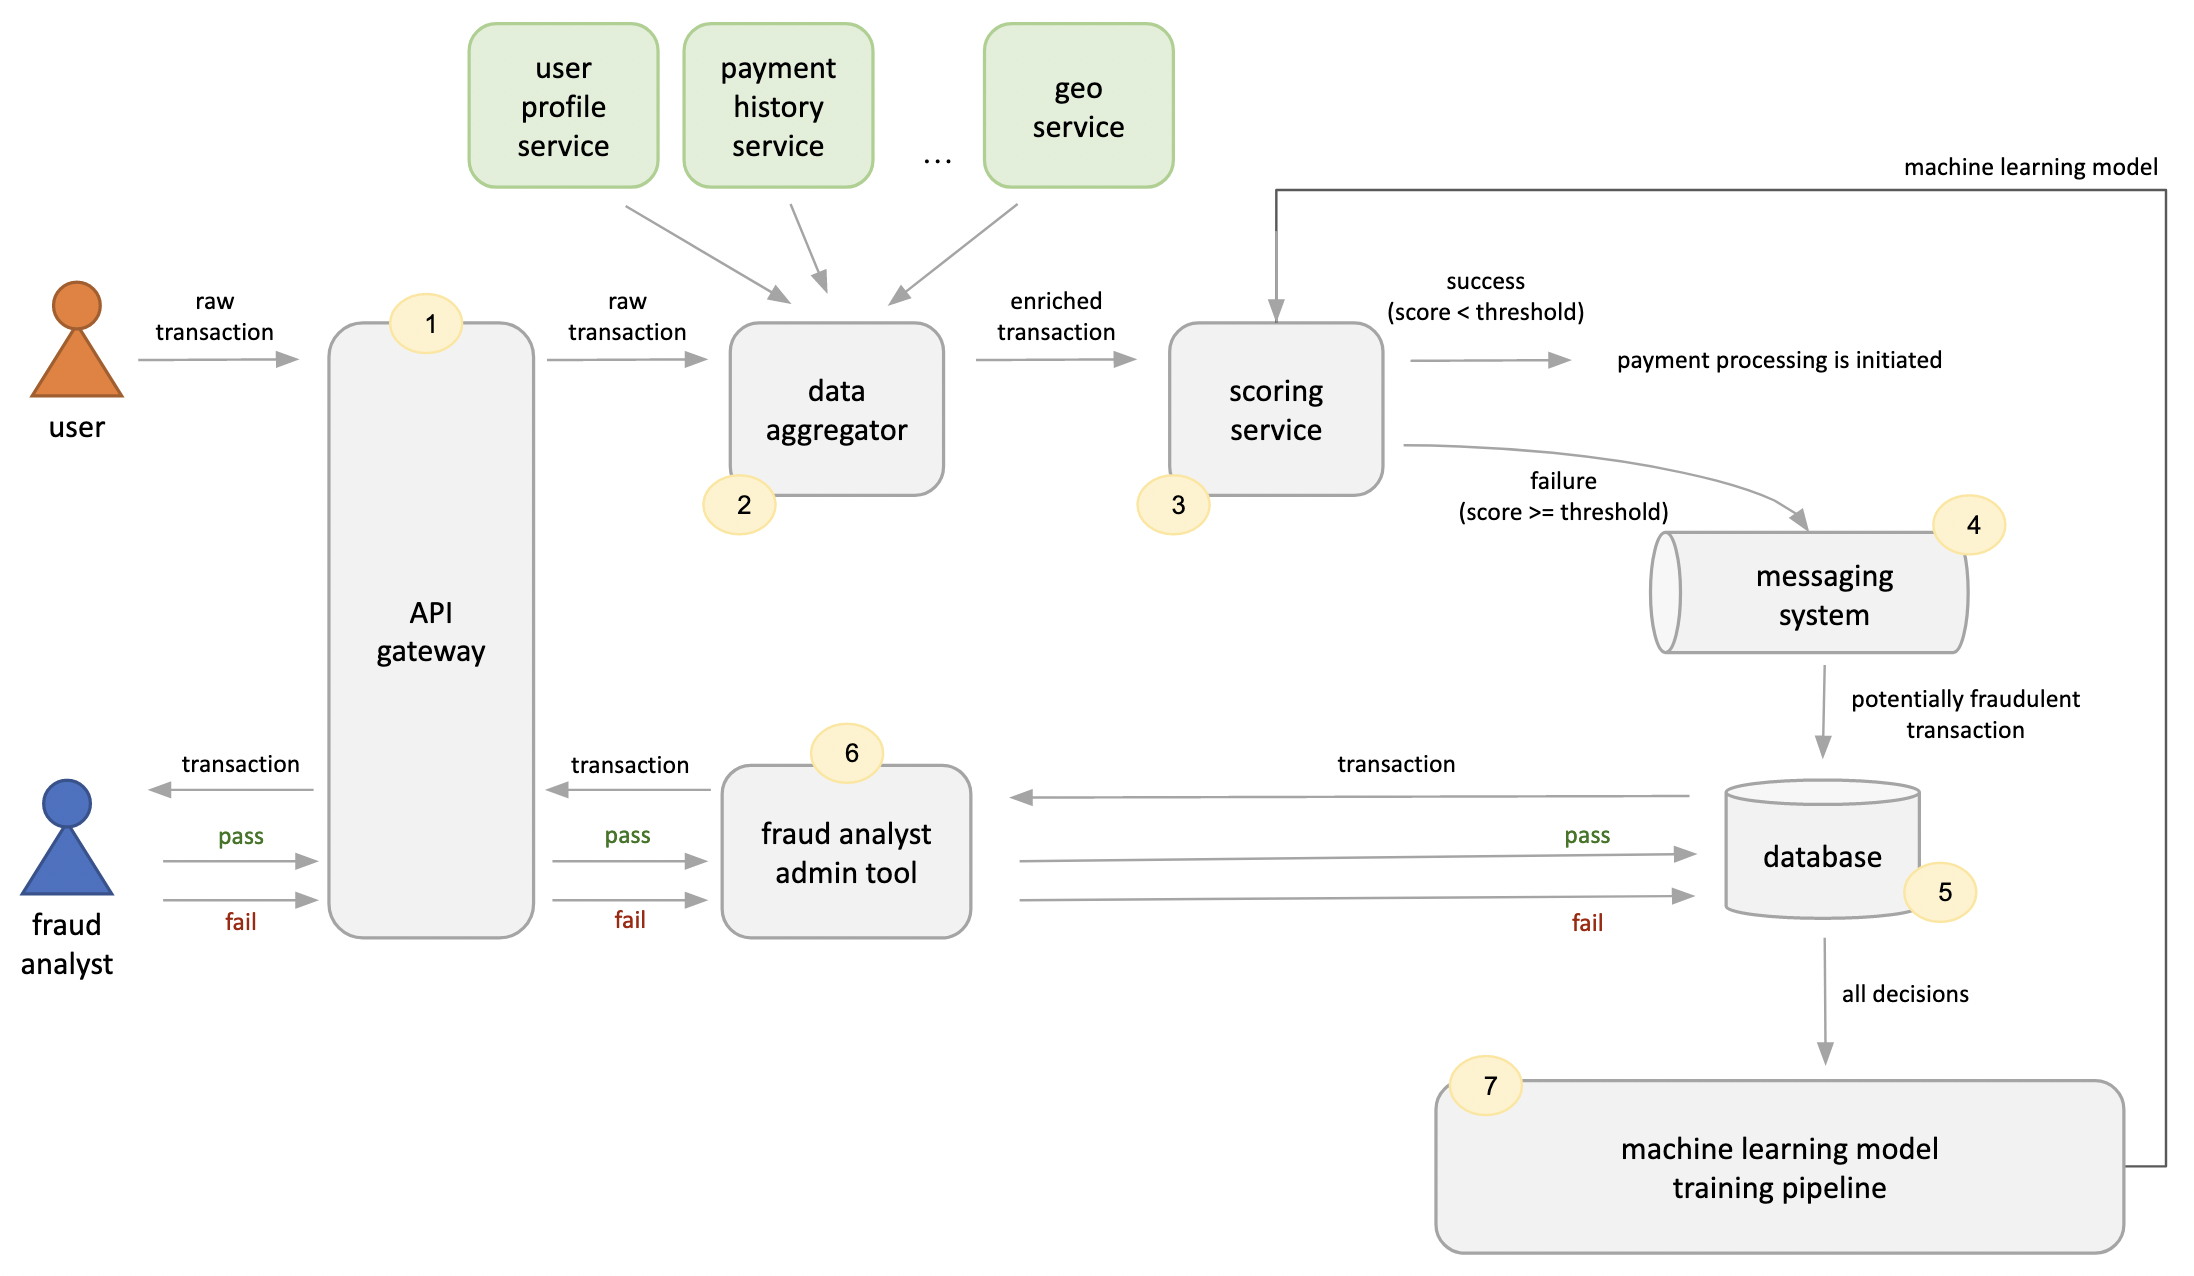 user
profile
service
payment
history
service
...
geo
service
machine learning model
raw
transaction
1
raw
transaction
enriched
transaction
success
(score < threshold)
user
data
aggregator
2
scoring
service
3
payment processing is initiated
failure
(score >= threshold)
4
messaging
system
API
gateway
potentially fraudulent
transaction
transaction
pass
fail
fraud
analyst
transaction
pass
fail
6
fraud analyst
admin tool
transaction
pass
fail
database
5
all decisions
7
machine learning model
training pipeline